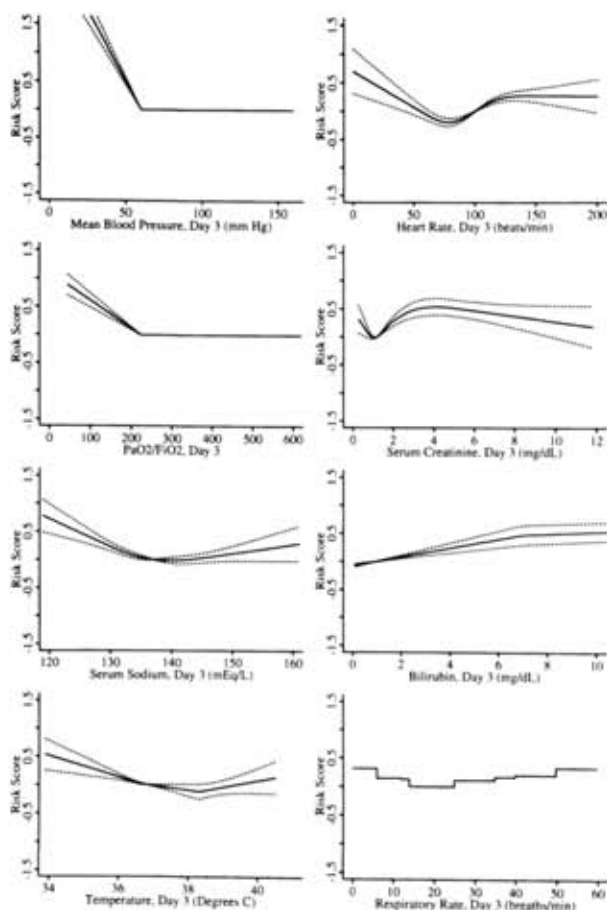 Risk Score
1.5
0.5
-0.5
-1.5
0 50 100 150
Mean Blood Pressure, Day 3 (mm Hg)
Risk Score
1.5
0.5
-0.5
-1.5
0 50 100 150 200
Heart Rate, Day 3 (beats/min)
Risk Score
1.5
0.5
-0.5
-1.5
0 100 200 300 400 500 600
PaO2/FiO2, Day 3
Risk Score
1.5
0.5
-0.5
-1.5
0 2 4 6 8 10 12
Serum Creatinine, Day 3 (mg/dL)
Risk Score
1.5
0.5
-0.5
-1.5
120 130 140 150 160
Serum Sodium, Day 3 (mEq/L)
Risk Score
1.5
0.5
-0.5
-1.5
0 2 4 6 8 10
Bilirubin, Day 3 (mg/dL)
Risk Score
1.5
0.5
-0.5
-1.5
34 36 38 40
Temperature, Day 3 (Degrees C)
Risk Score
1.5
0.5
-0.5
-1.5
0 10 20 30 40 50 60
Respiratory Rate, Day 3 (breaths/min)